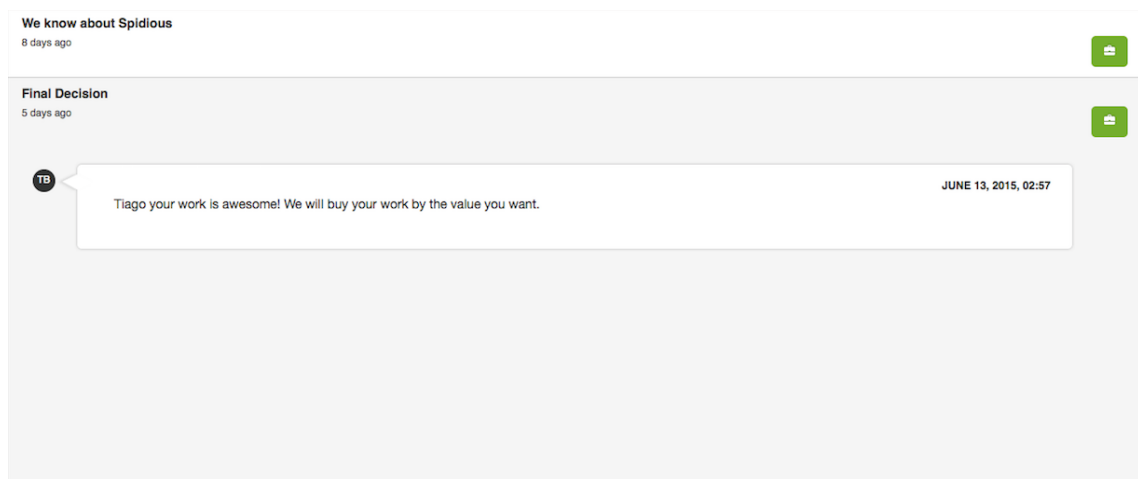 We know about Spidious
8 days ago
Final Decision
5 days ago
TB
JUNE 13, 2015, 02:57
Tiago your work is awesome! We will buy your work by the value you want.